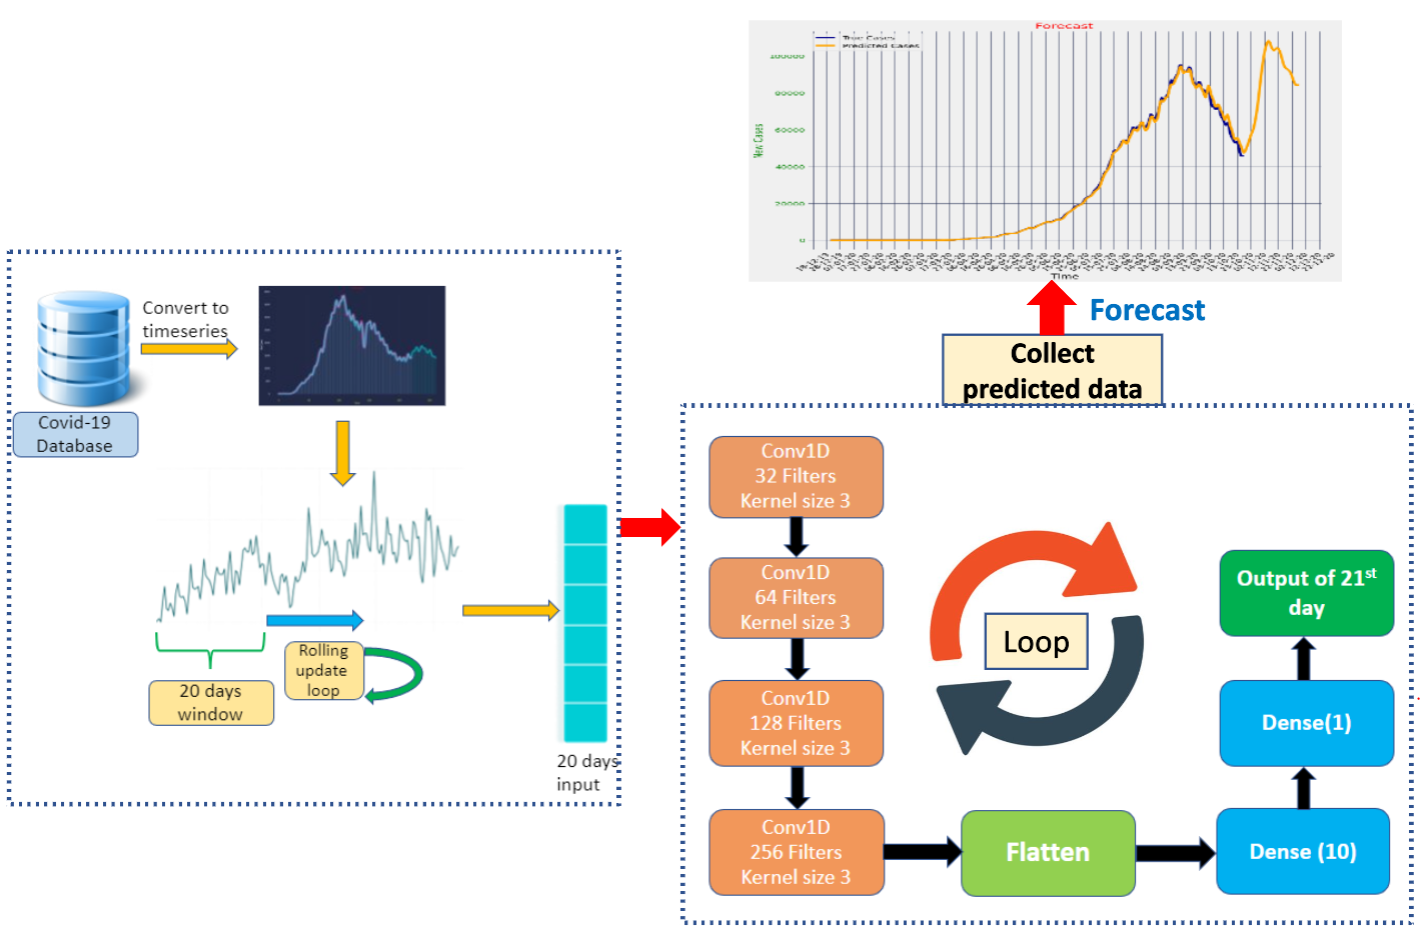 Forecast
True Cases
Predicted Cases
100000
80000
60000
40000
20000
0
New Cases
Time
Forecast
Collect
predicted data
Convert to
timeseries
Covid-19
Database
Rolling
update
loop
20 days
window
20 days
input
Conv1D
32 Filters
Kernel size 3
Conv1D
64 Filters
Kernel size 3
Conv1D
128 Filters
Kernel size 3
Conv1D
256 Filters
Kernel size 3
Loop
Flatten
Dense (10)
Dense(1)
Output of 21st
day